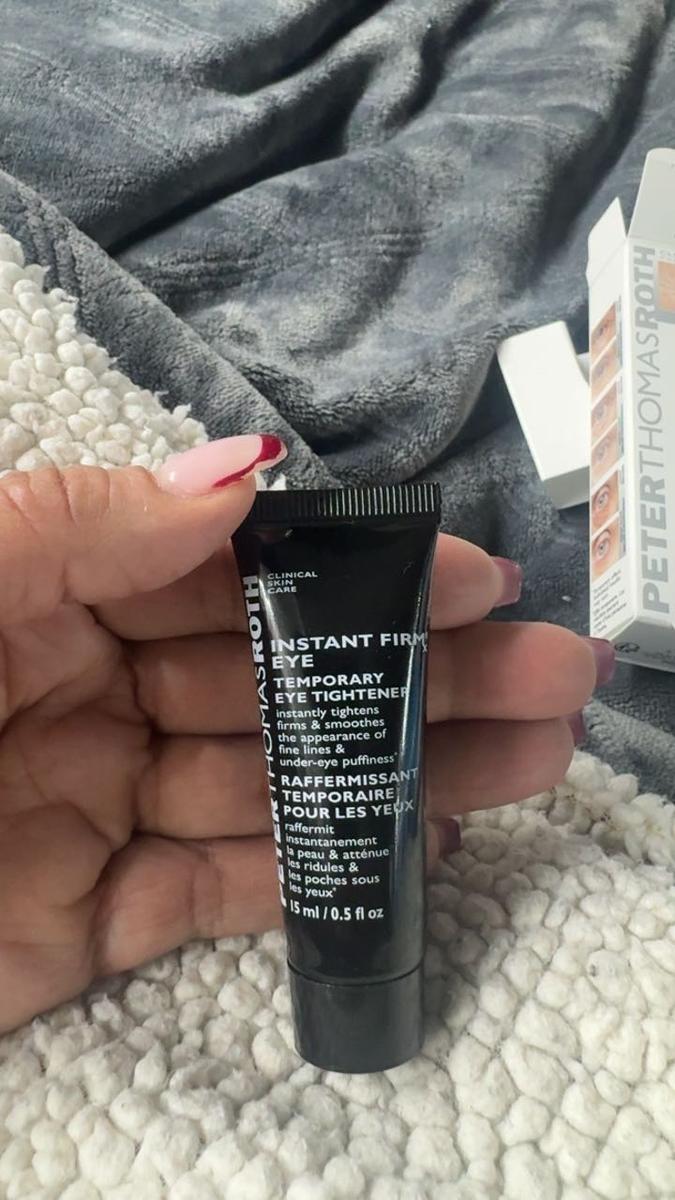 PETERTHOMASROTH
CLINICAL
SKIN
CARE
INSTANT FIRMx
EYE
TEMPORARY
EYE TIGHTENER
instantly tightens
firms & smoothes
the appearance of
fine lines &
under-eye puffiness*
RAFFERMISSANT
TEMPORAIRE
POUR LES YEUX
raffermit
instantanement
la peau & atténue
les ridules &
les poches sous
les yeux*
15 ml / 0.5 fl oz
PETERTHOMASROTH